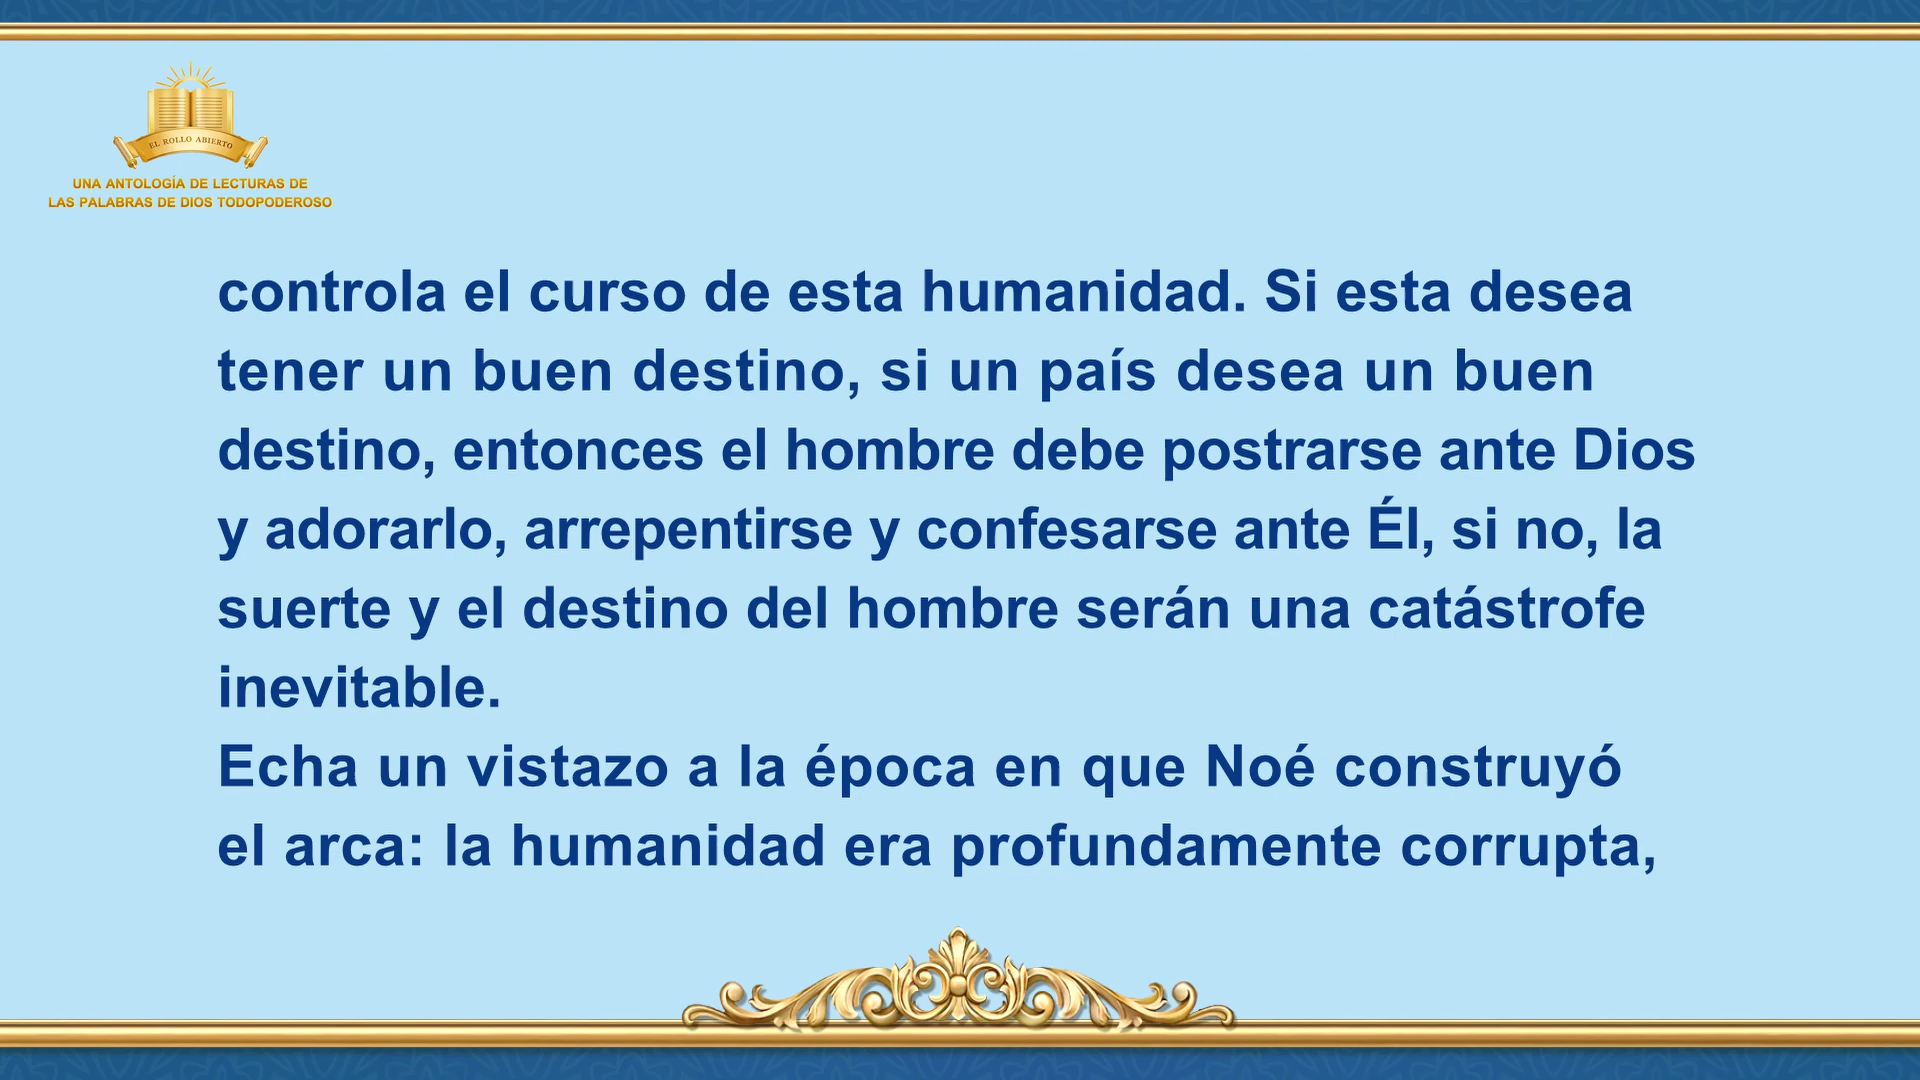 EL ROLLO ABIERTO
UNA ANTOLOGÍA DE LECTURAS DE
LAS PALABRAS DE DIOS TODOPODEROSO
controla el curso de esta humanidad. Si esta desea
tener un buen destino, si un país desea un buen
destino, entonces el hombre debe postrarse ante Dios
y adorarlo, arrepentirse y confesarse ante Él, si no, la
suerte y el destino del hombre serán una catástrofe
inevitable.
Echa un vistazo a la época en que Noé construyó
el arca: la humanidad era profundamente corrupta,